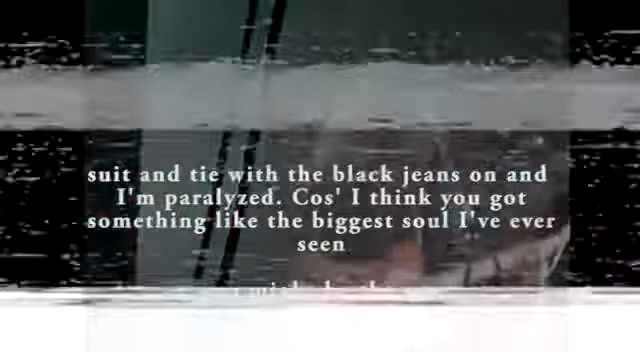 suit and tie with the black jeans on and
I'm paralyzed. Cos' I think you got
something like the biggest soul I've ever
seen